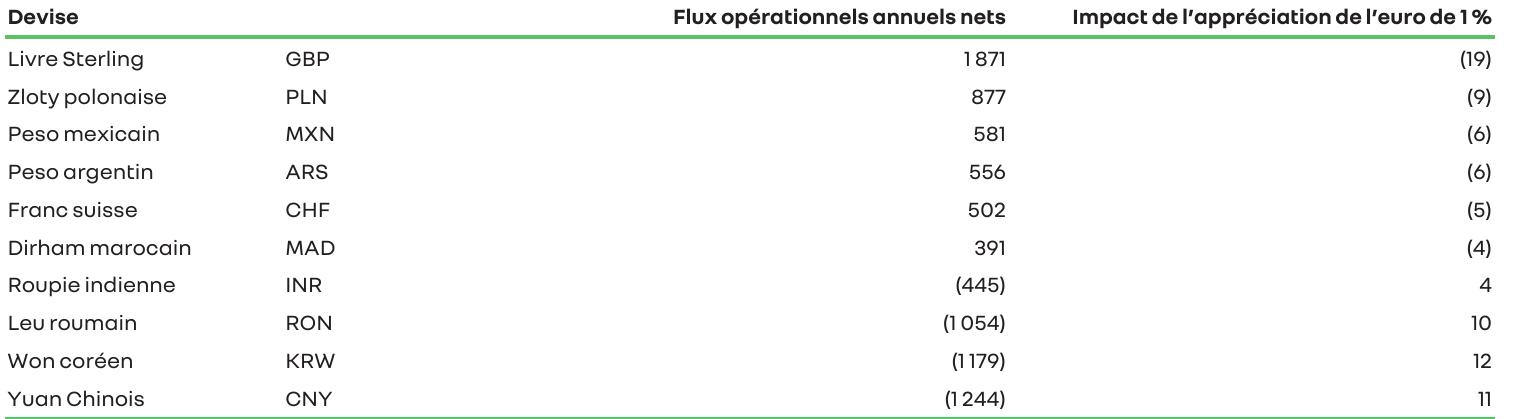 Devise Flux opérationnels annuels nets Impact de l’appréciation de l’euro de 1 %
Livre Sterling GBP 1 871 (19)
Zloty polonaise PLN 877 (9)
Peso mexicain MXN 581 (6)
Peso argentin ARS 556 (6)
Franc suisse CHF 502 (5)
Dirham marocain MAD 391 (4)
Roupie indienne INR (445) 4
Leu roumain RON (1 054) 10
Won coréen KRW (1 179) 12
Yuan Chinois CNY (1 244) 11